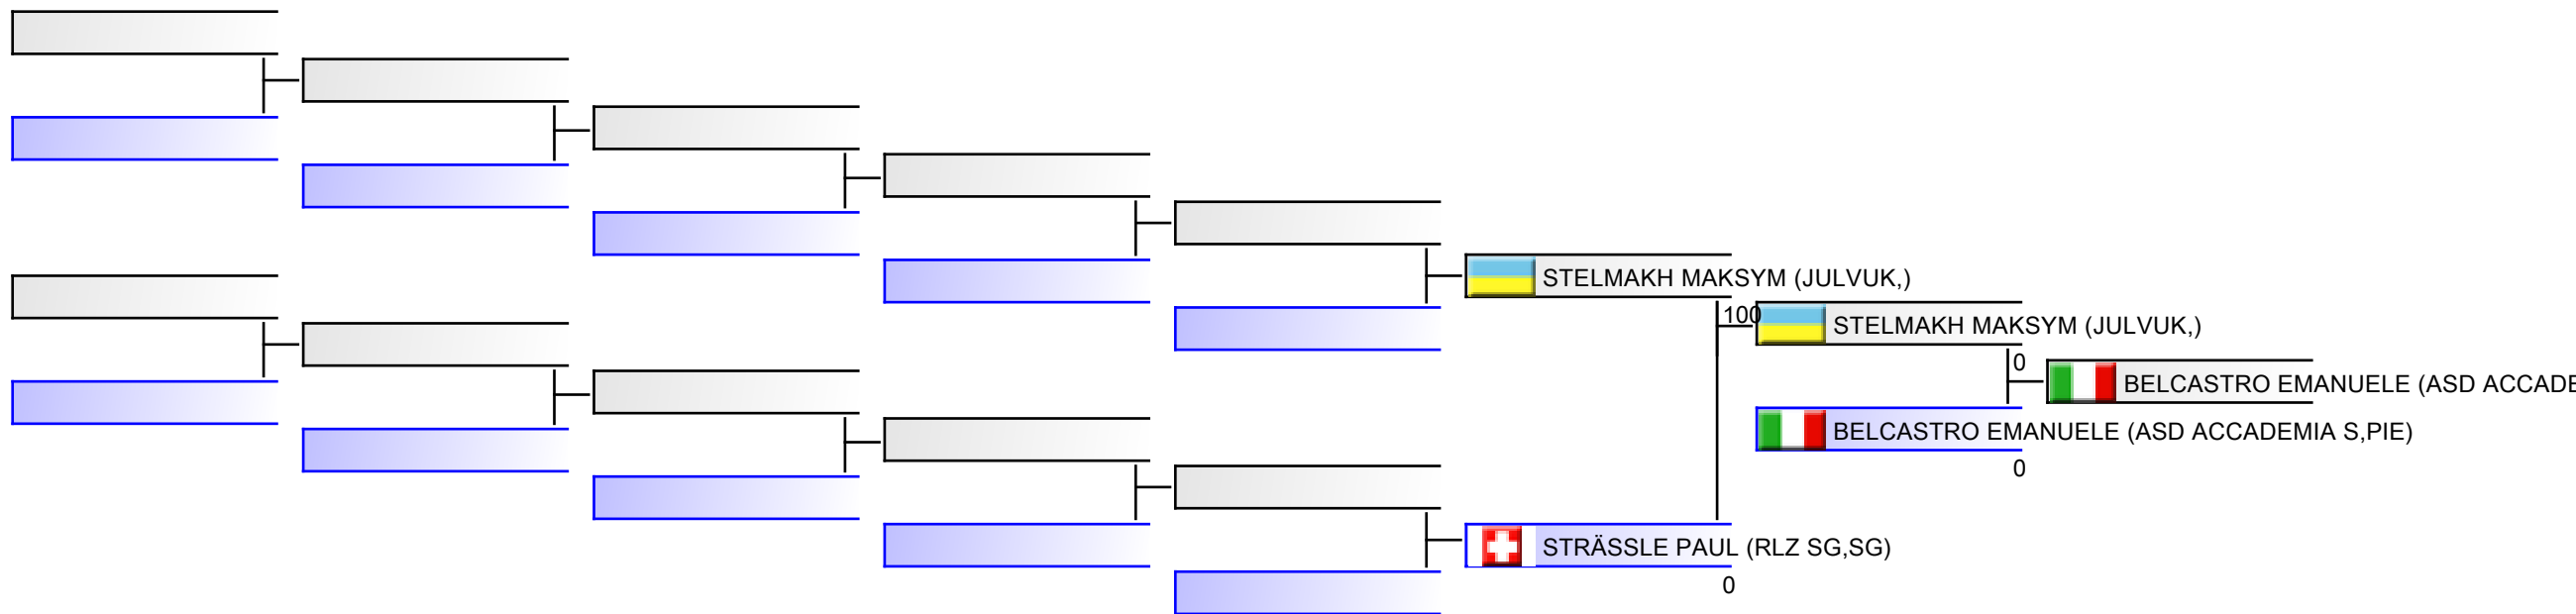 STELMAKH MAKSYM (JULVUK,)
100
STELMAKH MAKSYM (JULVUK,)
0
BELCASTRO EMANUELE (ASD ACCADE
BELCASTRO EMANUELE (ASD ACCADEMIA S,PIE)
0
STRÄSSLE PAUL (RLZ SG,SG)
0